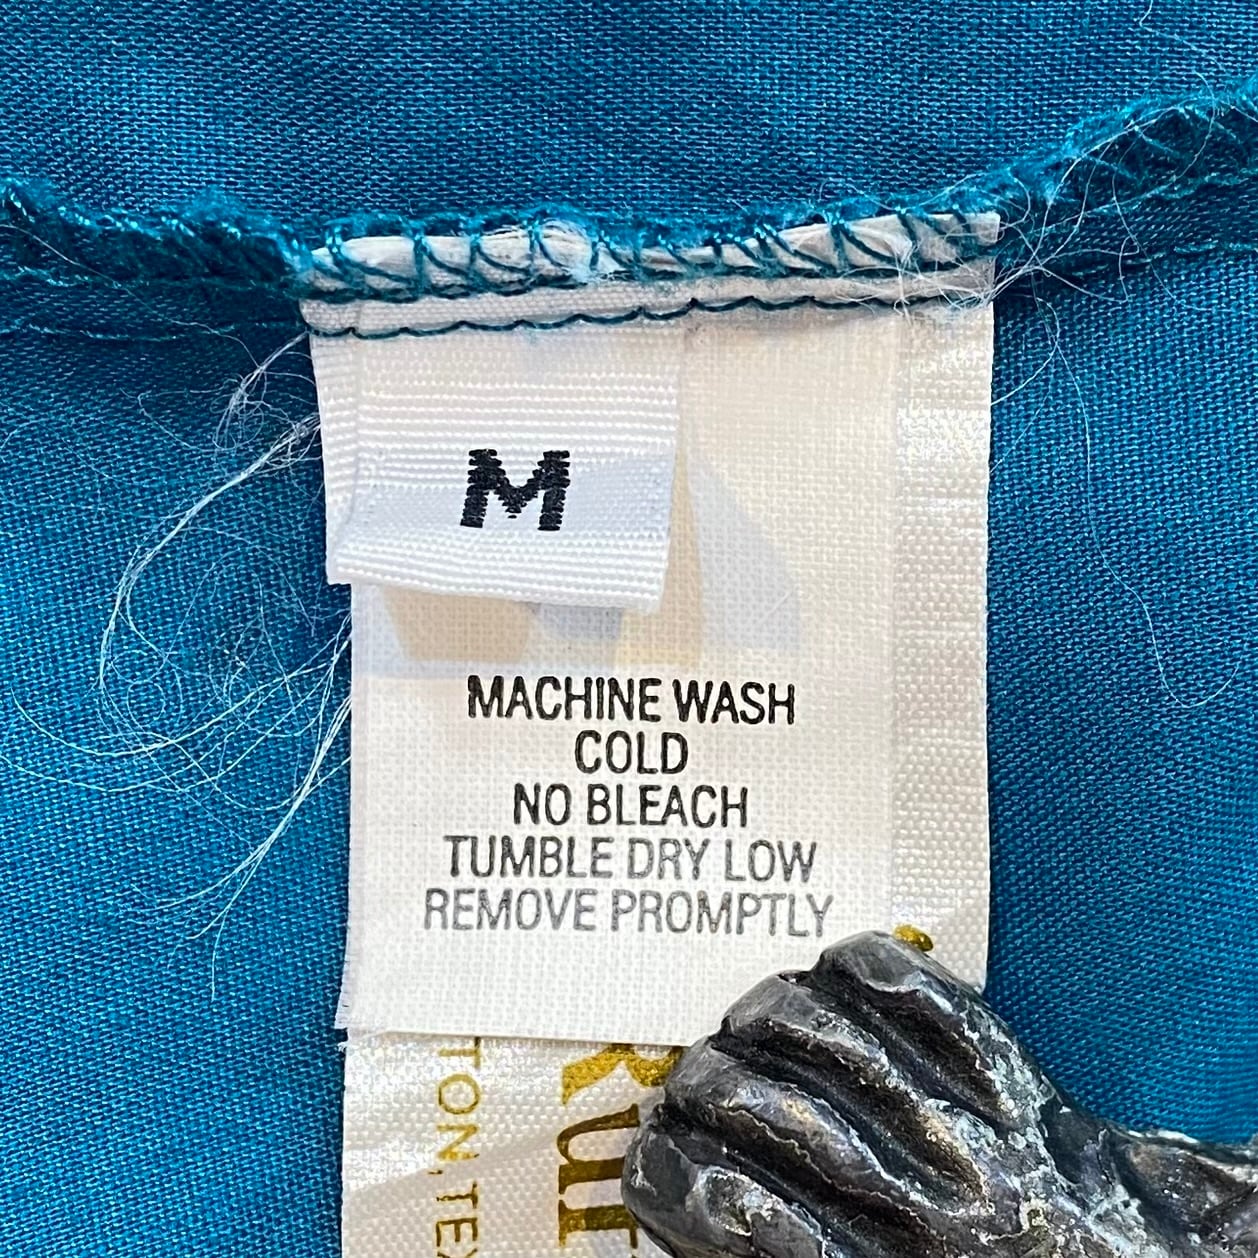 M
MACHINE WASH
COLD
NO BLEACH
TUMBLE DRY LOW
REMOVE PROMPTLY